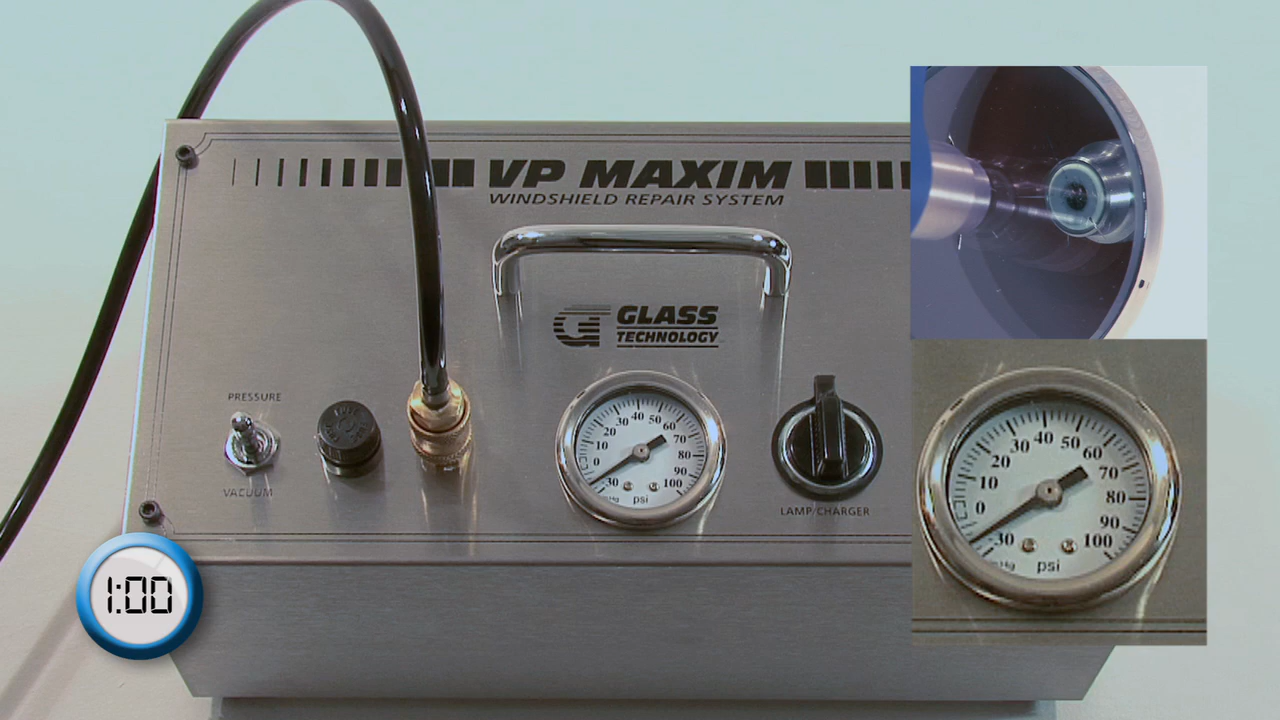 VP MAXIM
WINDSHIELD REPAIR SYSTEM
GT GLASS
TECHNOLOGY
PRESSURE
VACUUM
FUSE
0 10 20 30 40 50 60 70 80 90 100
30
psi
LAMP/CHARGER
0 10 20 30 40 50 60 70 80 90 100
30
psi
1:00